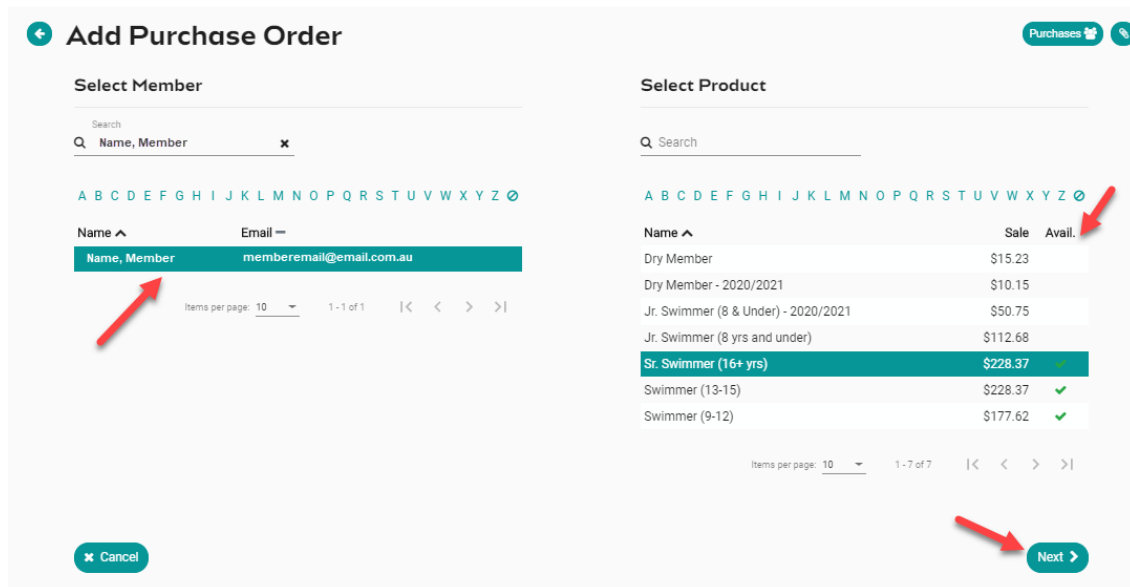 Add Purchase Order
Purchases
Select Member
Search
Name, Member
A B C D E F G H I J K L M N O P Q R S T U V W X Y Z
Name Email
Name, Member memberemail@email.com.au
Items per page: 10 1 - 1 of 1
Cancel
Select Product
Search
A B C D E F G H I J K L M N O P Q R S T U V W X Y Z
Name Sale Avail.
Dry Member $15.23
Dry Member - 2020/2021 $10.15
Jr. Swimmer (8 & Under) - 2020/2021 $50.75
Jr. Swimmer (8 yrs and under) $112.68
Sr. Swimmer (16+ yrs) $228.37
Swimmer (13-15) $228.37
Swimmer (9-12) $177.62
Items per page: 10 1 - 7 of 7
Next